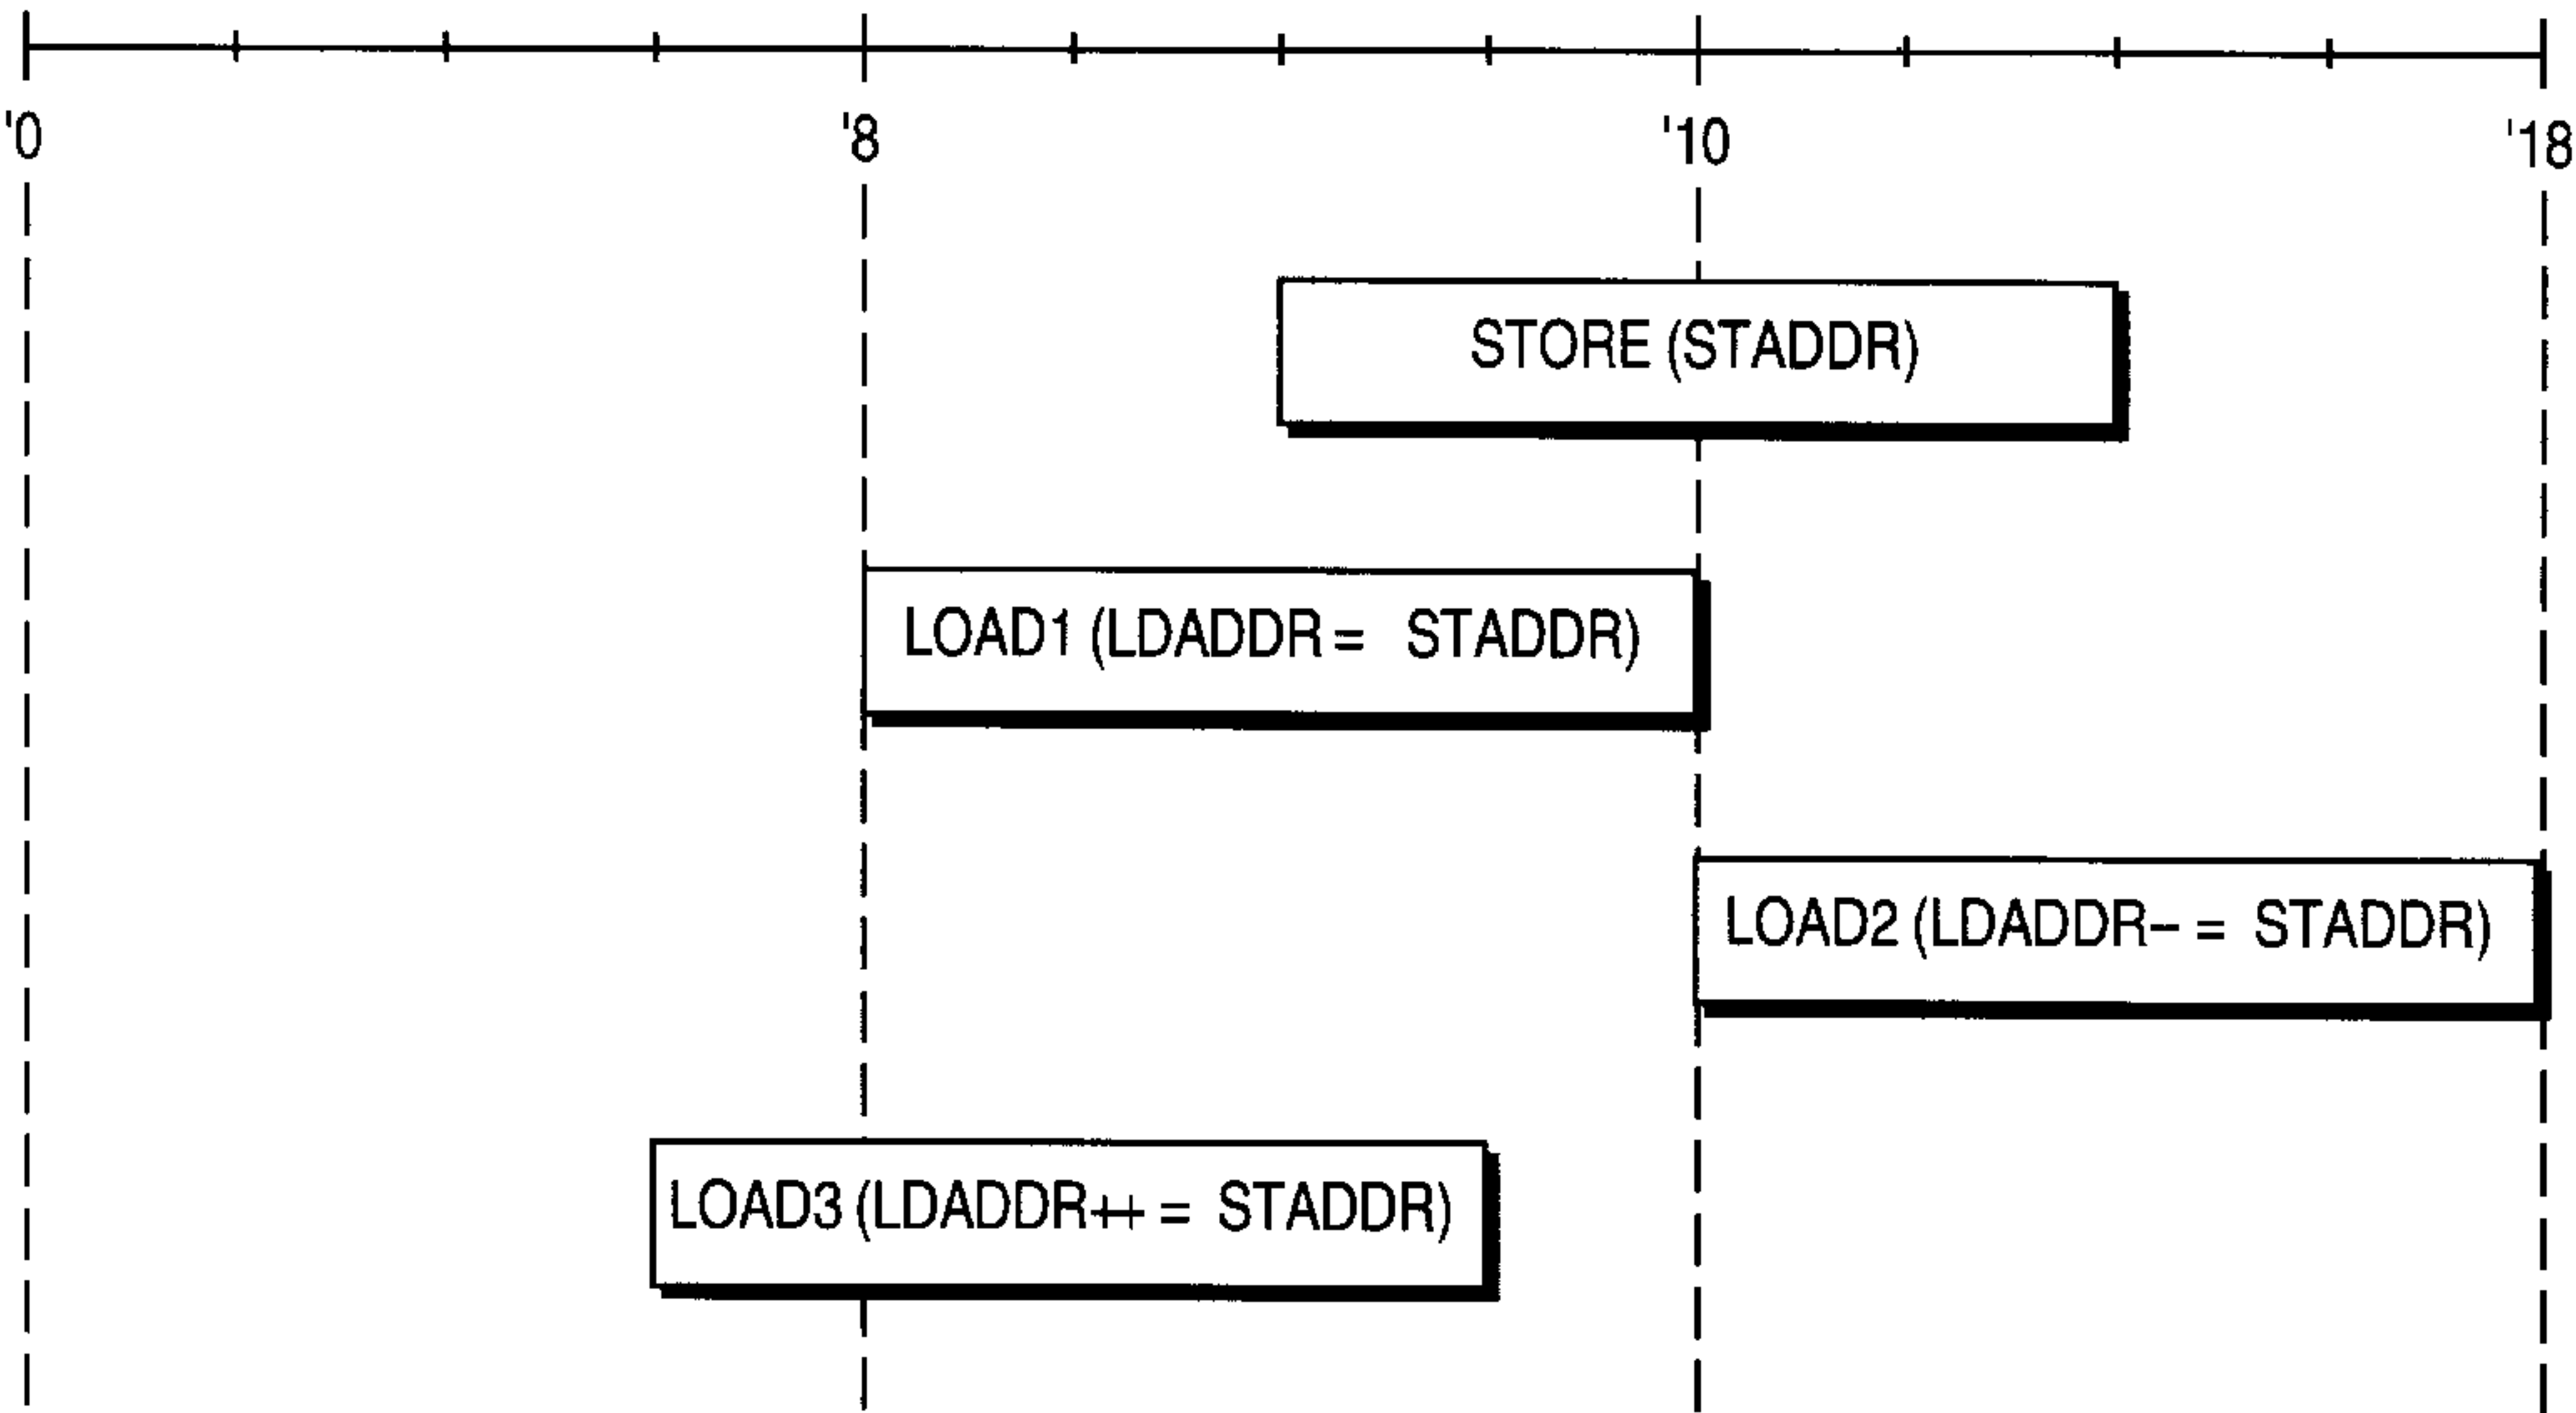 '0 '8 '10 '18
STORE (STADDR)
LOAD1 (LDADDR = STADDR)
LOAD2 (LDADDR– = STADDR)
LOAD3 (LDADDR++ = STADDR)